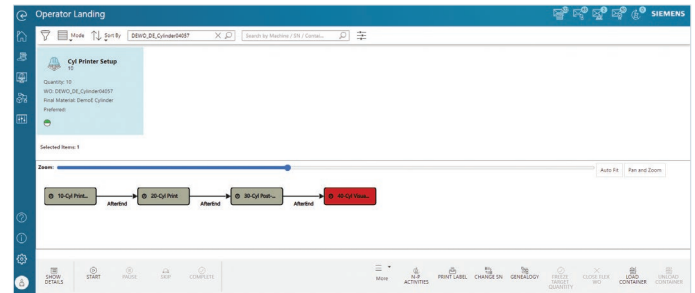 Operator Landing
SIEMENS
Mode
Sort By
DEWO_DE_Cylinder04057
Search by Machine / SN / Contai...
Cyl Printer Setup
10
Quantity: 10
WO: DEWO_DE_Cylinder04057
Final Material: DemoE Cylinder
Preferred:
Selected Items: 1
Zoom:
Auto Fit
Pan and Zoom
10-Cyl Print...
AfterEnd
20-Cyl Print
AfterEnd
30-Cyl Post-...
AfterEnd
40-Cyl Visua...
SHOW DETAILS
START
PAUSE
SKIP
COMPLETE
More
N-P ACTIVITIES
PRINT LABEL
CHANGE SN
GENEALOGY
FREEZE TARGET QUANTITY
CLOSE FLEX WO
LOAD CONTAINER
UNLOAD CONTAINER